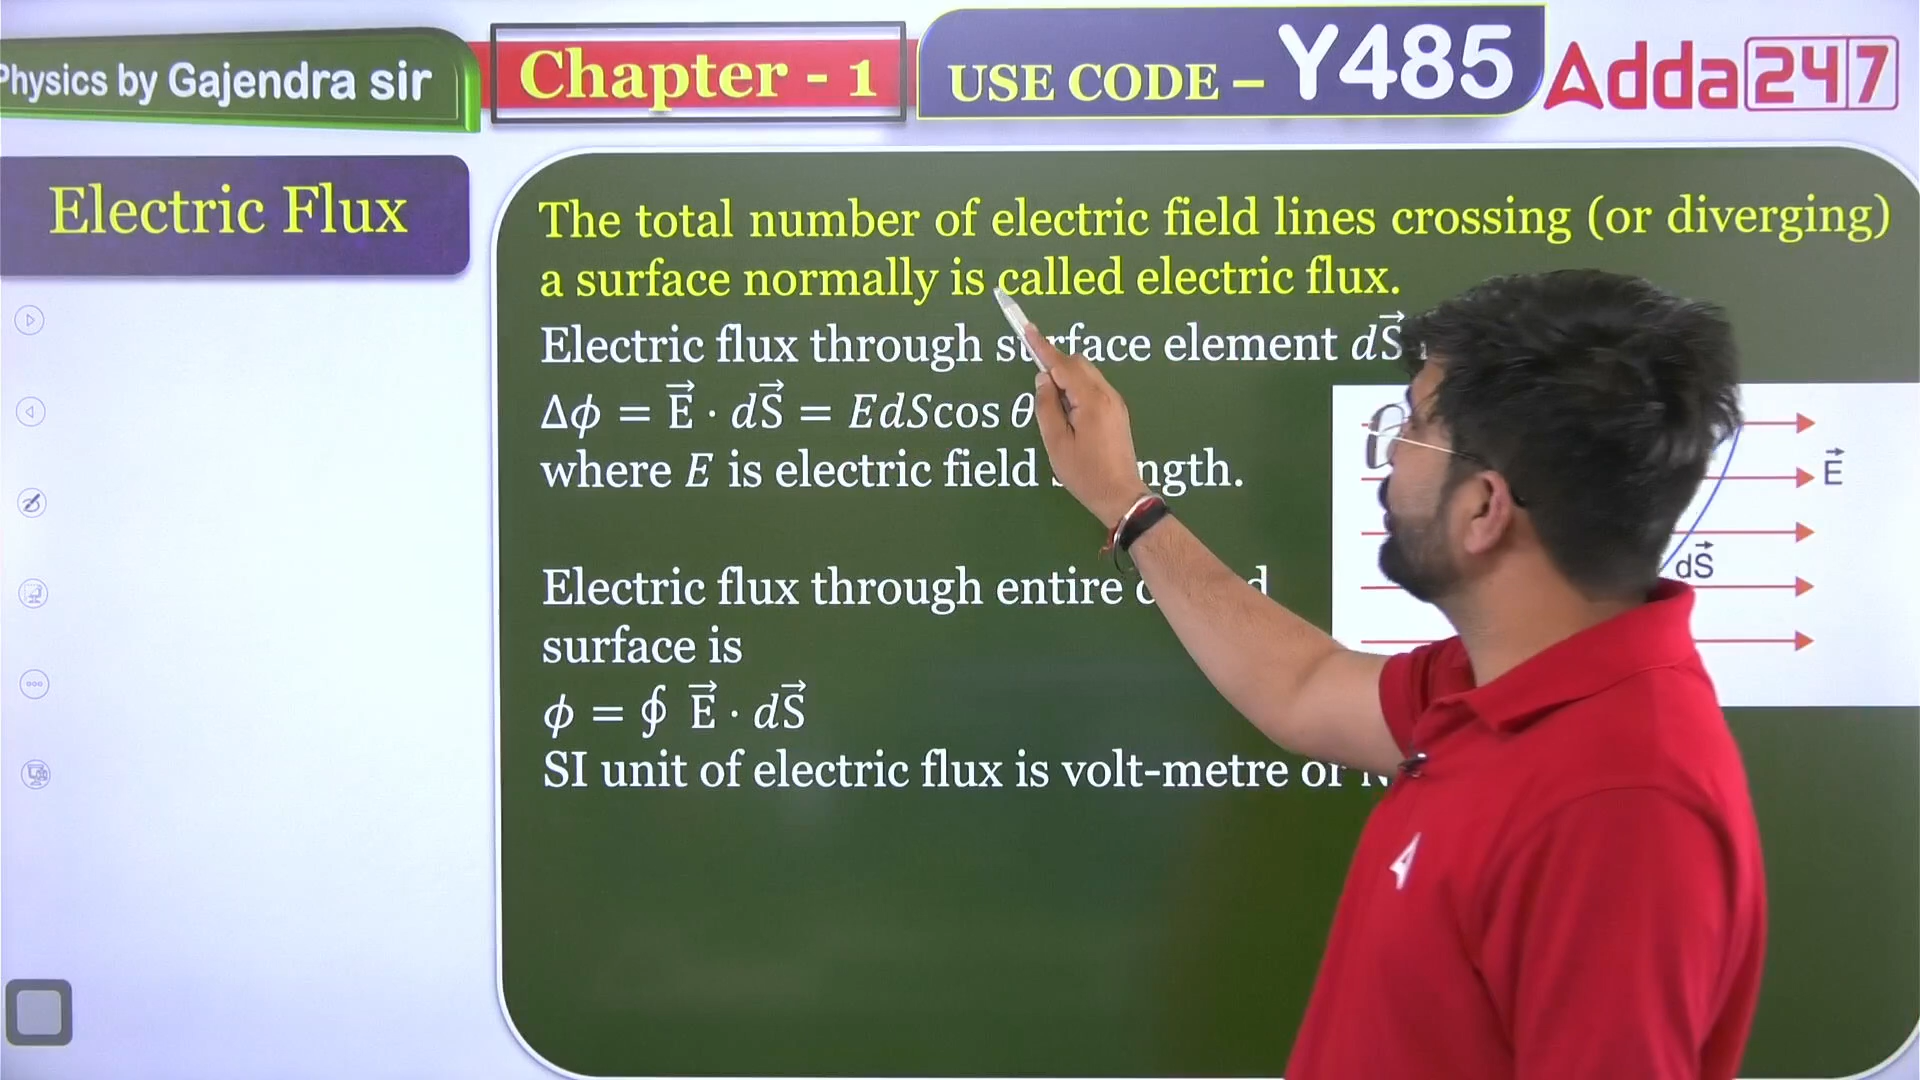 Physics by Gajendra sir
Chapter - 1
USE CODE – Y485
Adda 247
Electric Flux
The total number of electric field lines crossing (or diverging)
a surface normally is called electric flux.
Electric flux through surface element dS⃗
Δϕ = E⃗ · dS⃗ = EdScos θ
where E is electric field
Electric flux through entire
surface is
ϕ = ∮ E⃗ · dS⃗
SI unit of electric flux is volt-metre or
E⃗
dS⃗